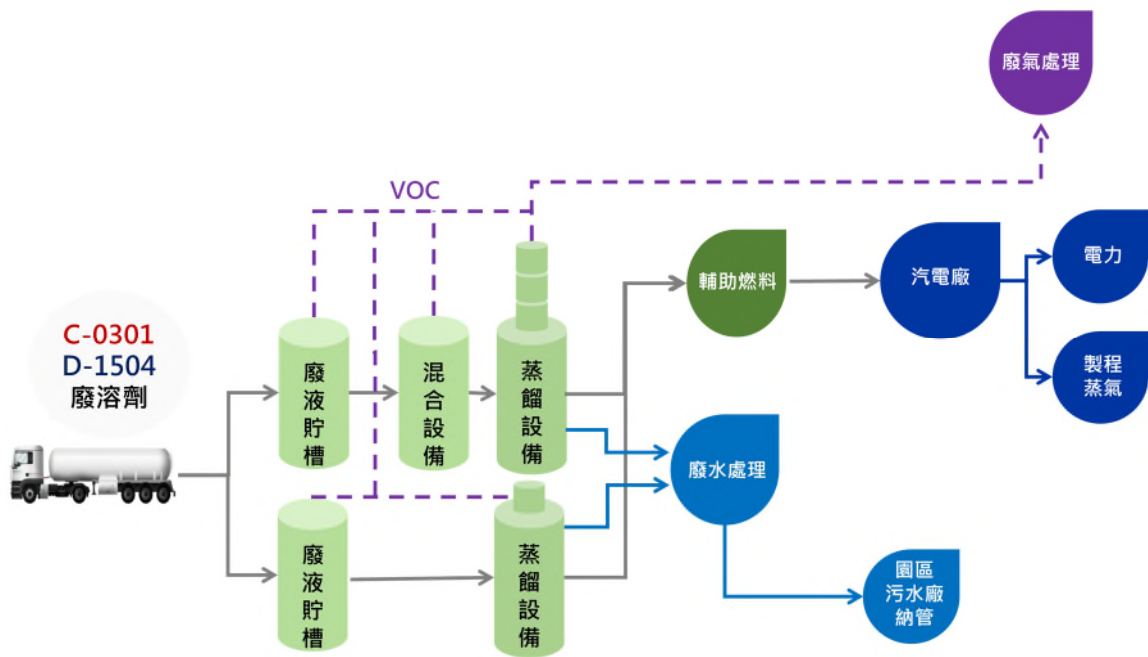 廢氣處理
VOC
電力
輔助燃料
汽電廠
C-0301
D-1504
廢溶劑
製程
蒸氣
廢液貯槽
混合設備
蒸餾設備
廢水處理
廢液貯槽
蒸餾設備
園區
污水廠
納管